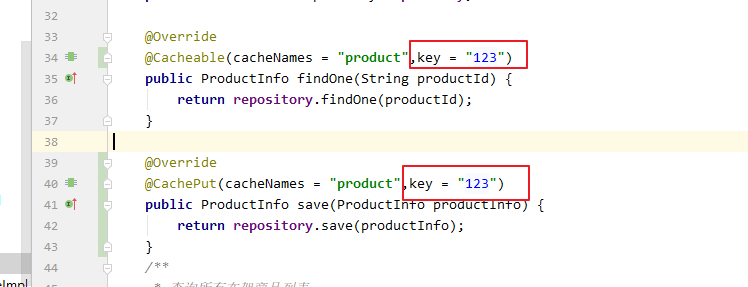 32
33 @Override
34 @Cacheable(cacheNames = "product",key = "123")
35 public ProductInfo findOne(String productId) {
36 return repository.findOne(productId);
37 }
38
39 @Override
40 @CachePut(cacheNames = "product",key = "123")
41 public ProductInfo save(ProductInfo productInfo) {
42 return repository.save(productInfo);
43 }
44 /**
eImpl